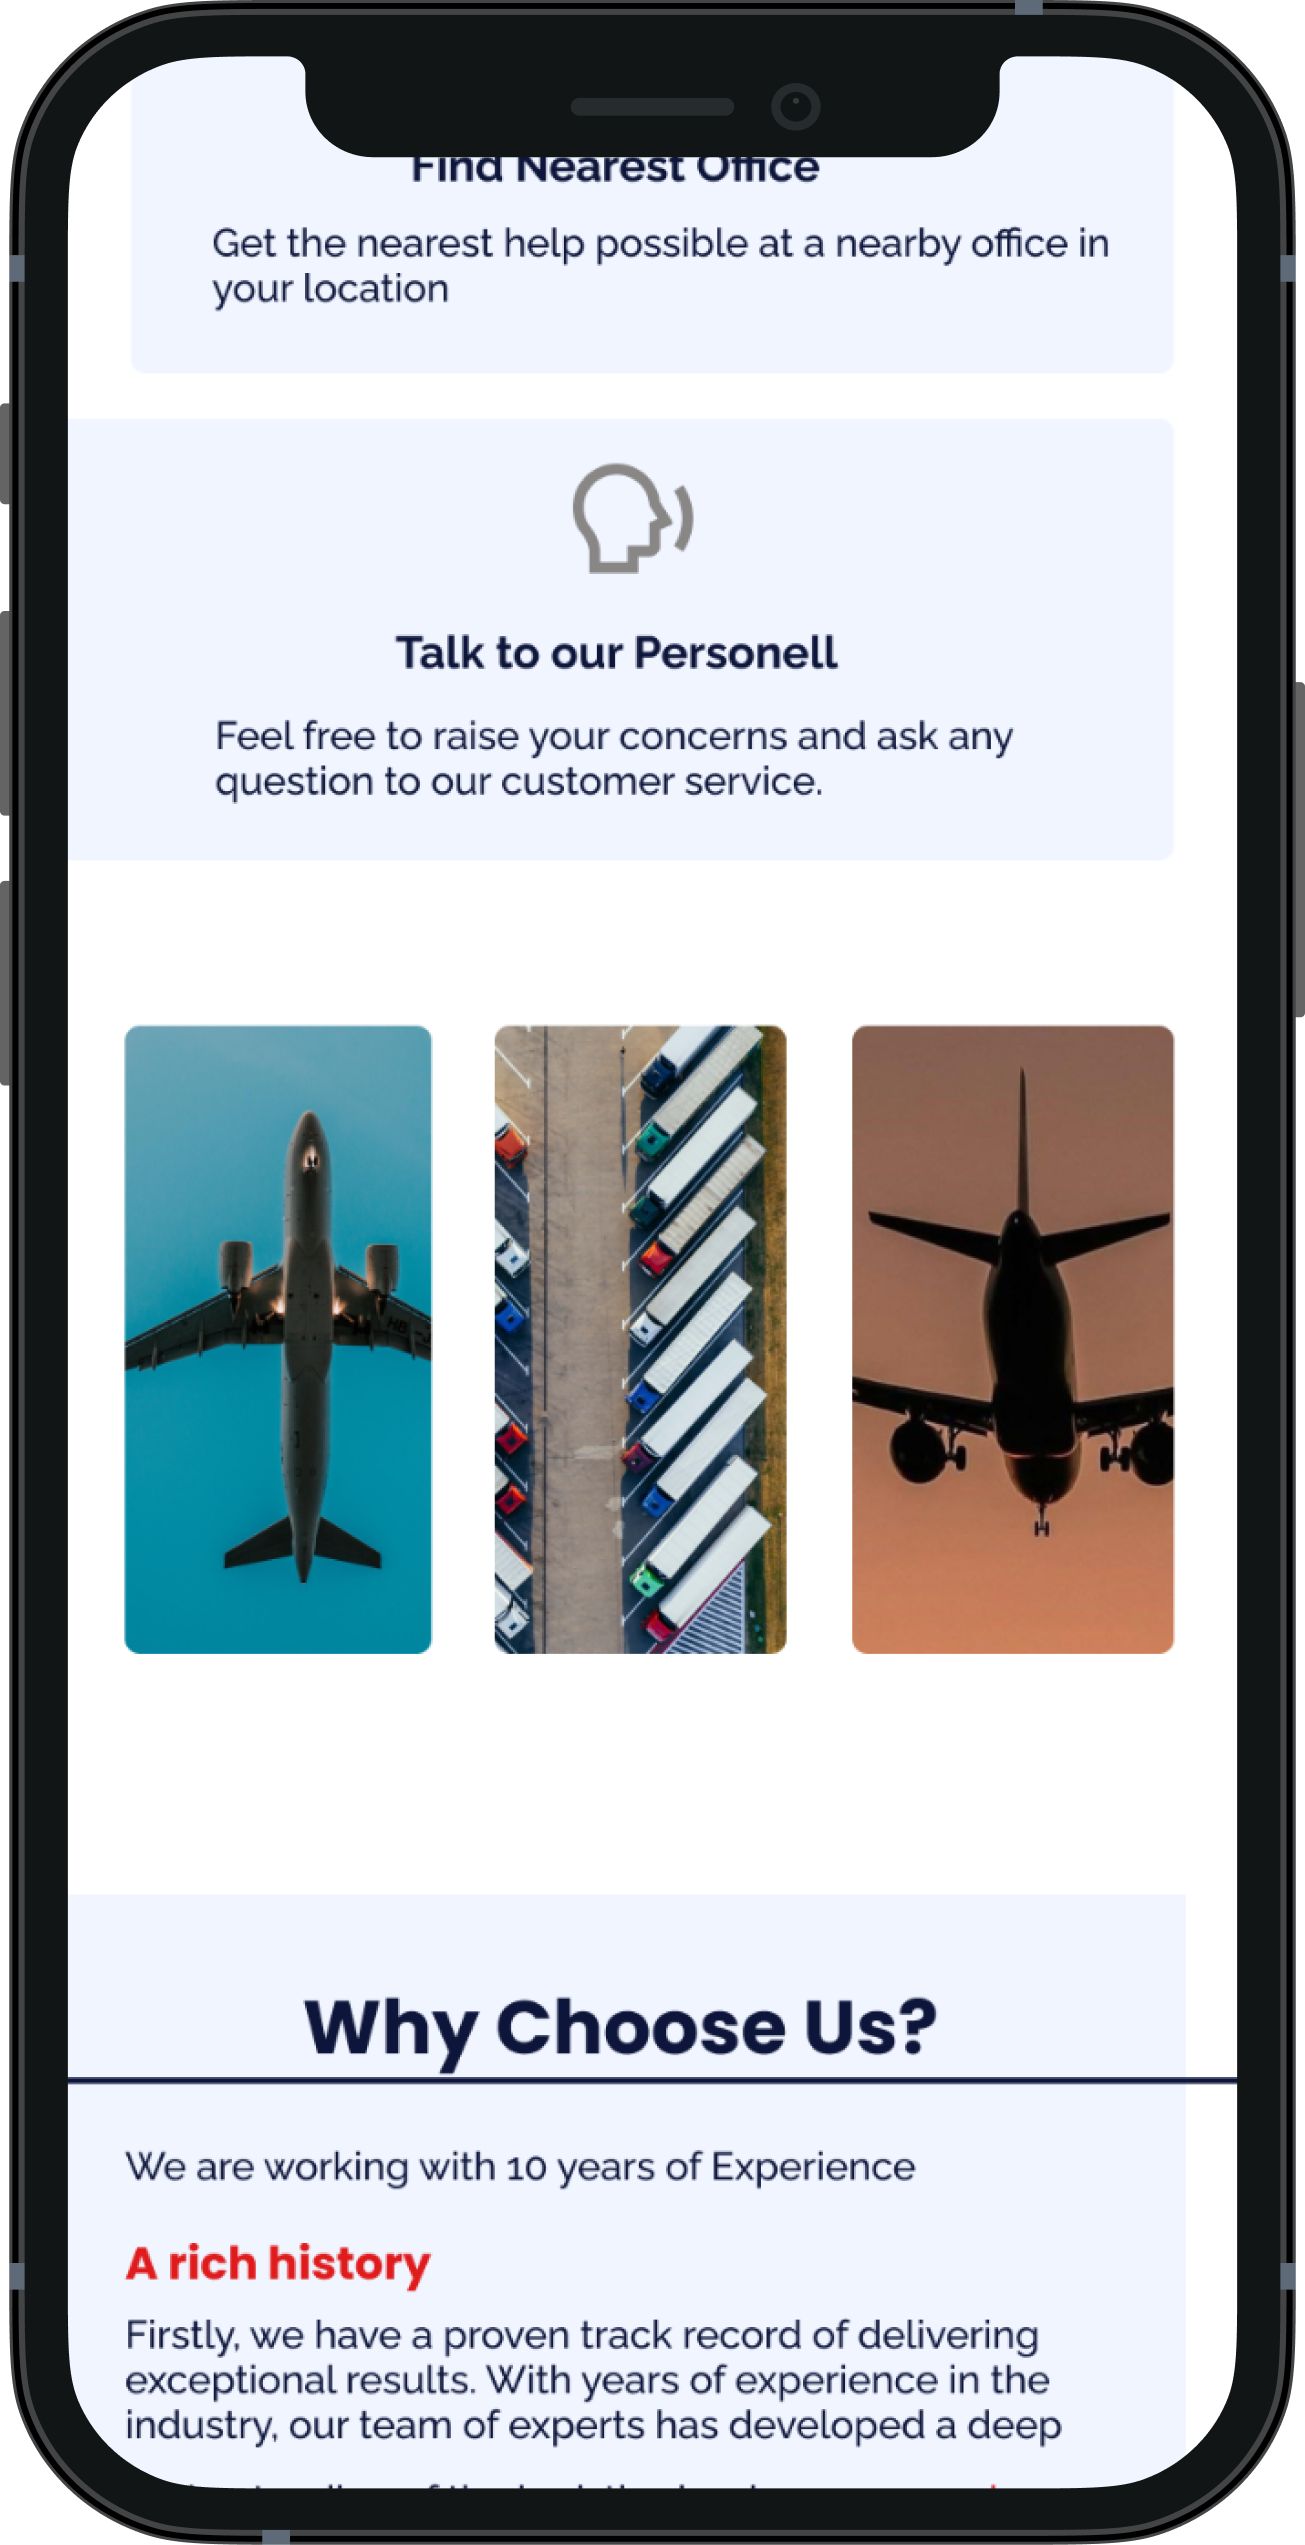 Find Nearest Office
Get the nearest help possible at a nearby office in
your location
Talk to our Personell
Feel free to raise your concerns and ask any
question to our customer service.
Why Choose Us?
We are working with 10 years of Experience
A rich history
Firstly, we have a proven track record of delivering
exceptional results. With years of experience in the
industry, our team of experts has developed a deep